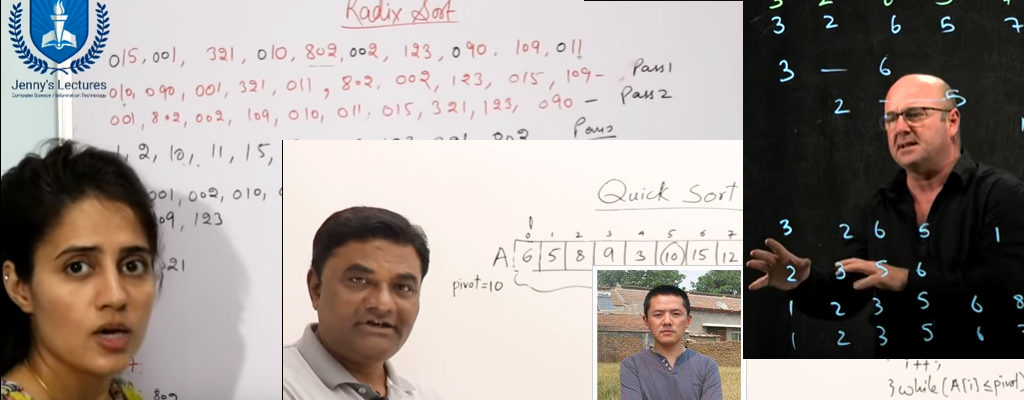 Radix Sort
015, 001, 321, 010, 802, 002, 123, 090, 109, 011
Jenny's Lectures
Computer Science / Information Technology
010, 090, 001, 321, 011, 802, 002, 123, 015, 109 - Pass1
001, 802, 002, 109, 010, 011, 015, 321, 123, 090 - Pass2
2, 10, 11, 15,
002
001, 002, 010,
09, 123
321
802
Quick Sort
0 1 2 3 4 5 6 7
A 6 5 8 9 3 10 15 12
pivot=10
3 2 6 5 7
3 — 6
2 - 5
3 2 6 5 1
2 3 5 6
1 2 3 5 6 8
1 2 3 5 6
i++;
}while(A[i]≤pivot)